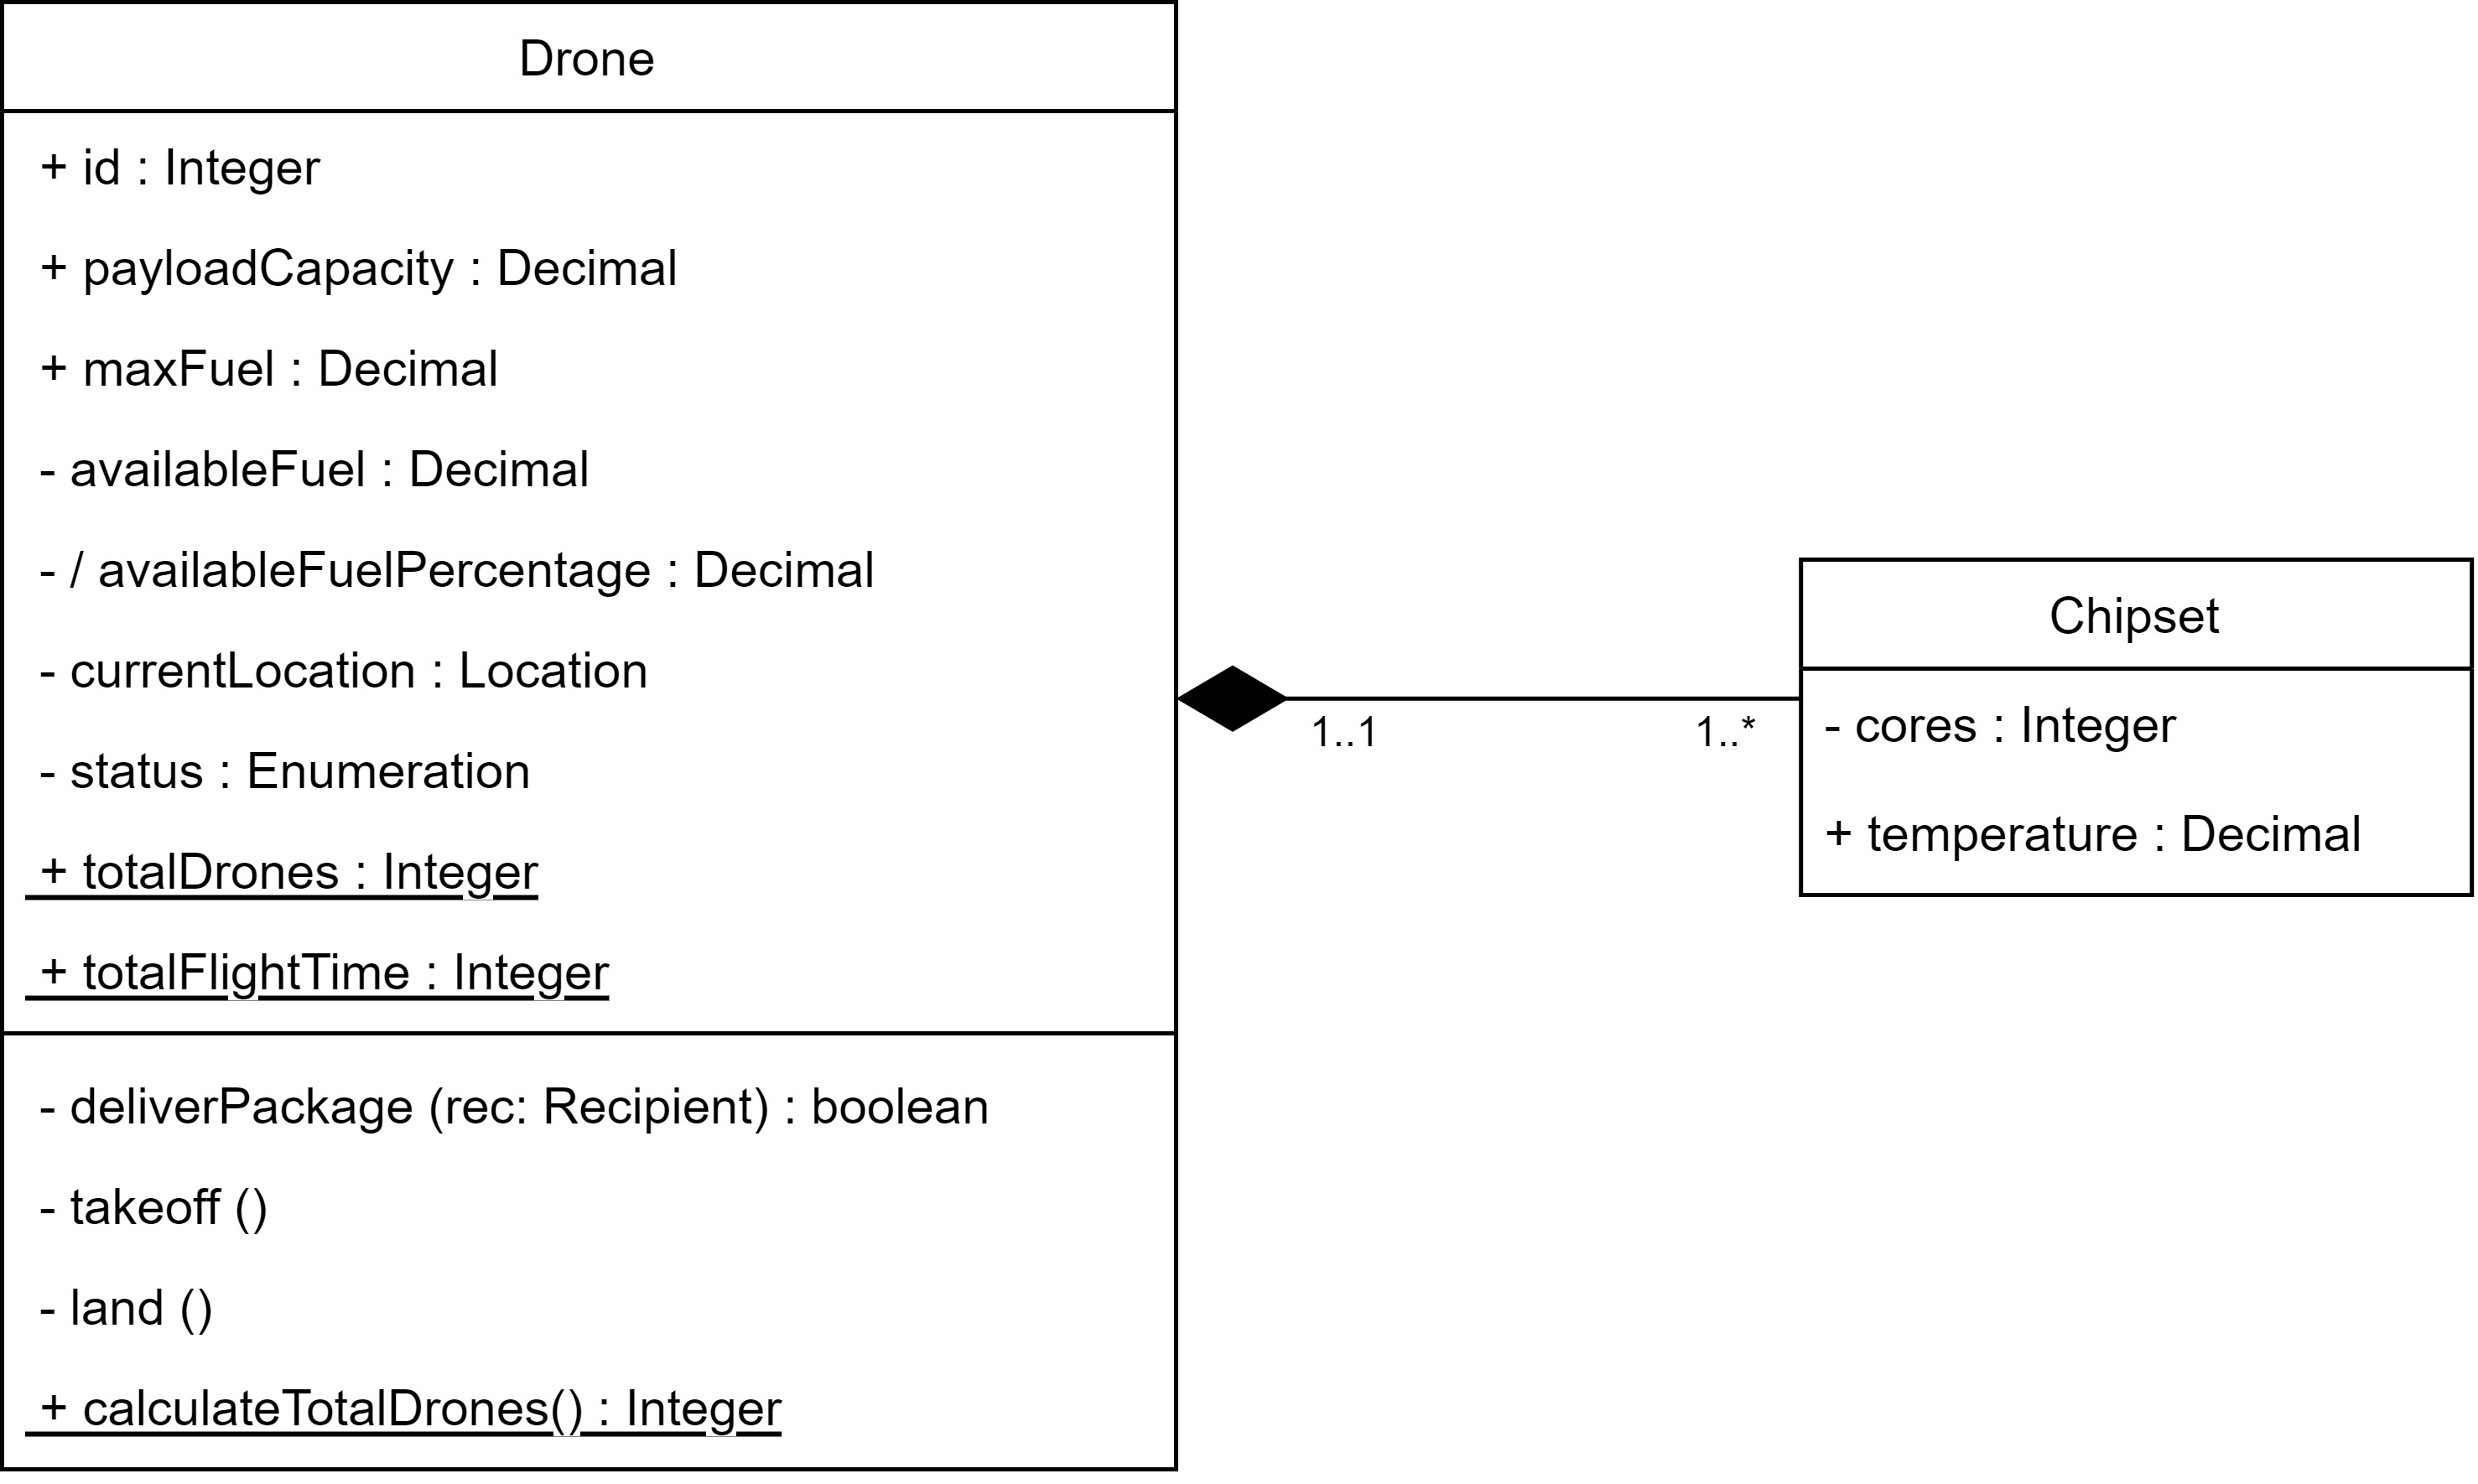 Drone
+ id : Integer
+ payloadCapacity : Decimal
+ maxFuel : Decimal
- availableFuel : Decimal
- / availableFuelPercentage : Decimal
- currentLocation : Location
- status : Enumeration
+ totalDrones : Integer
+ totalFlightTime : Integer
- deliverPackage (rec: Recipient) : boolean
- takeoff ()
- land ()
+ calculateTotalDrones() : Integer
1..1
1..*
Chipset
- cores : Integer
+ temperature : Decimal